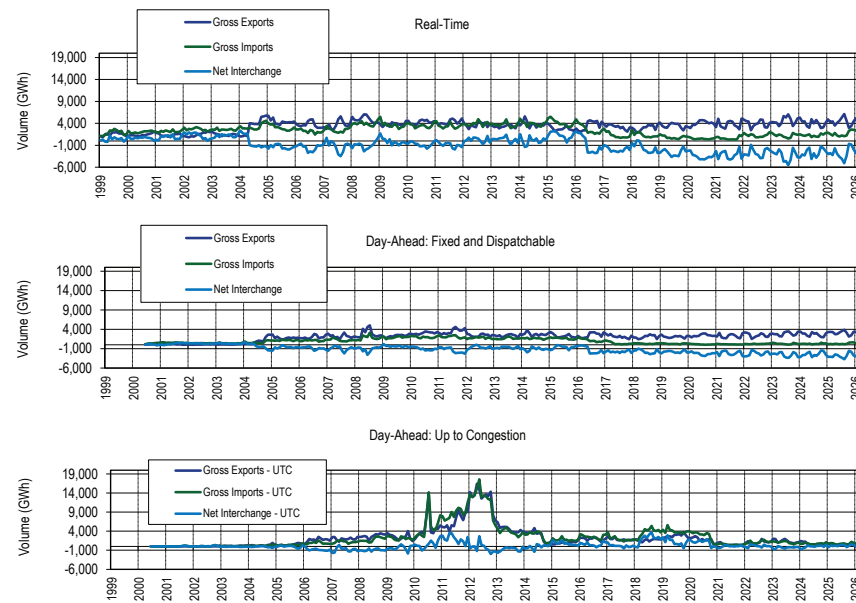 Real-Time
Gross Exports
Gross Imports
Net Interchange
Volume (GWh)
19,000
14,000
9,000
4,000
-1,000
-6,000
1999 2000 2001 2002 2003 2004 2005 2006 2007 2008 2009 2010 2011 2012 2013 2014 2015 2016 2017 2018 2019 2020 2021 2022 2023 2024 2025 2026
Day-Ahead: Fixed and Dispatchable
Gross Exports
Gross Imports
Net Interchange
Volume (GWh)
19,000
14,000
9,000
4,000
-1,000
-6,000
1999 2000 2001 2002 2003 2004 2005 2006 2007 2008 2009 2010 2011 2012 2013 2014 2015 2016 2017 2018 2019 2020 2021 2022 2023 2024 2025 2026
Day-Ahead: Up to Congestion
Gross Exports - UTC
Gross Imports - UTC
Net Interchange - UTC
Volume (GWh)
19,000
14,000
9,000
4,000
-1,000
-6,000
1999 2000 2001 2002 2003 2004 2005 2006 2007 2008 2009 2010 2011 2012 2013 2014 2015 2016 2017 2018 2019 2020 2021 2022 2023 2024 2025 2026